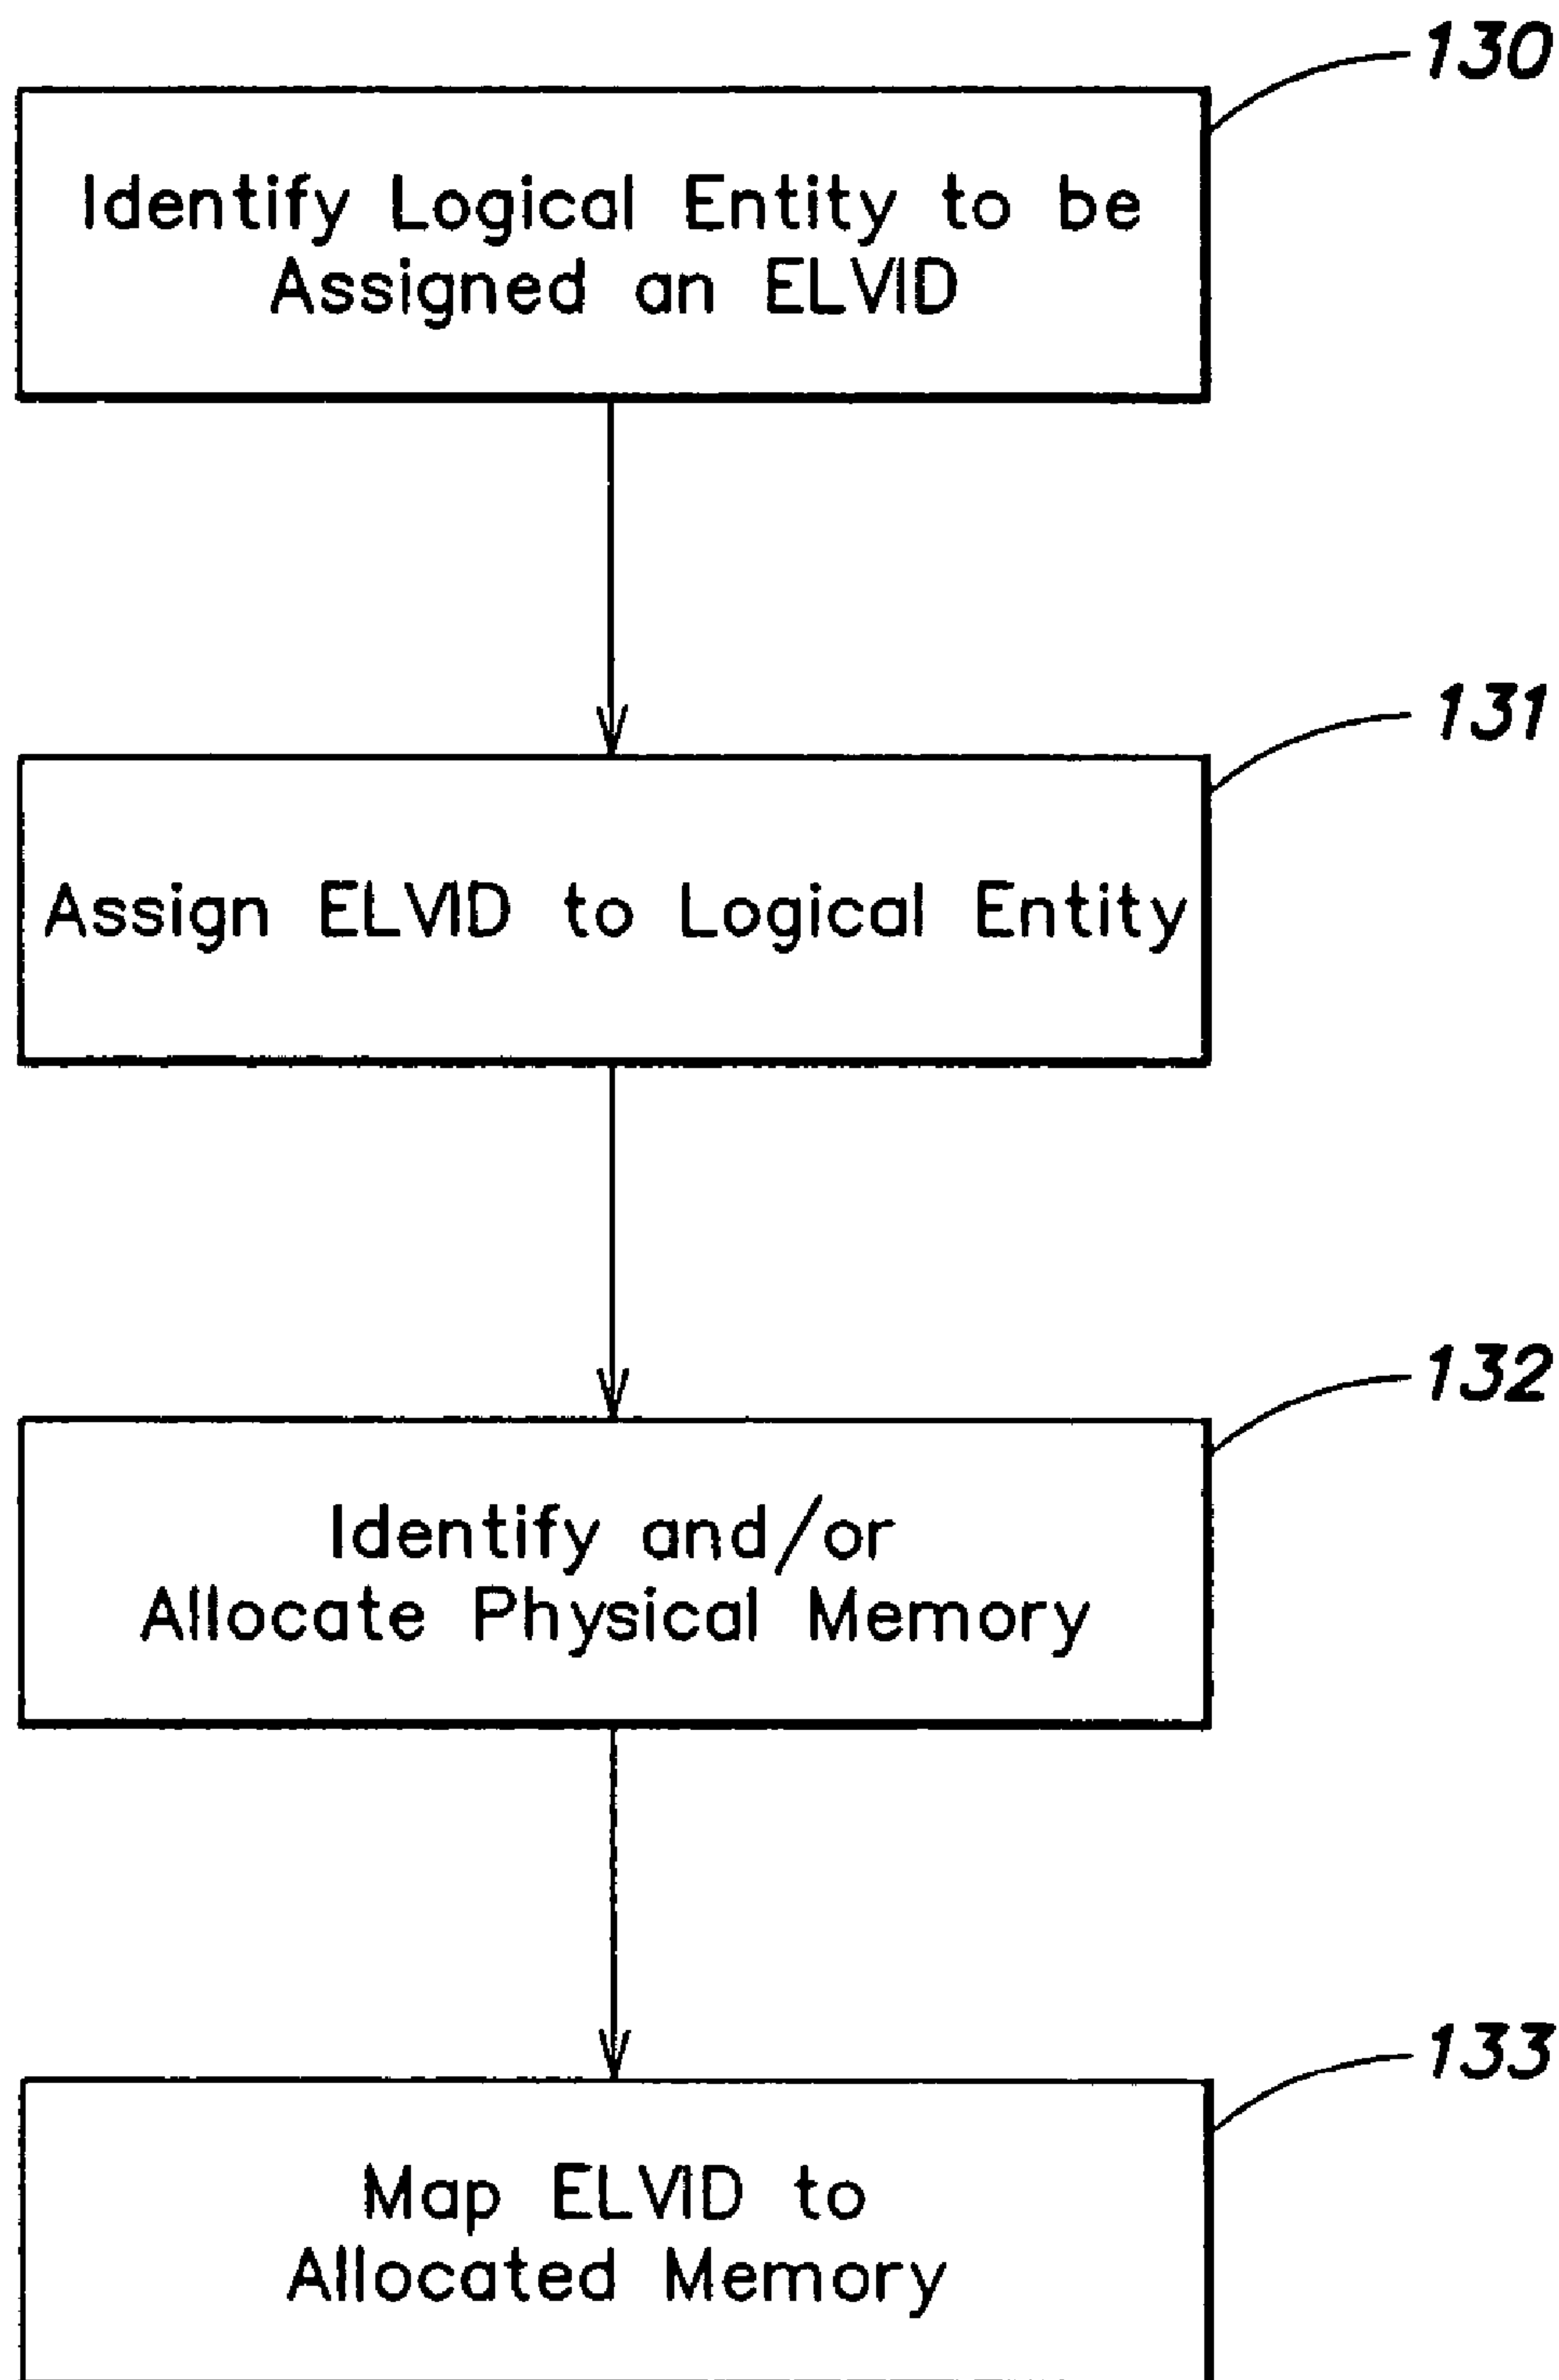 130
Identify Logical Entity to be
Assigned an ELVID
131
Assign ELVID to Logical Entity
132
Identify and/or
Allocate Physical Memory
133
Map ELVID to
Allocated Memory